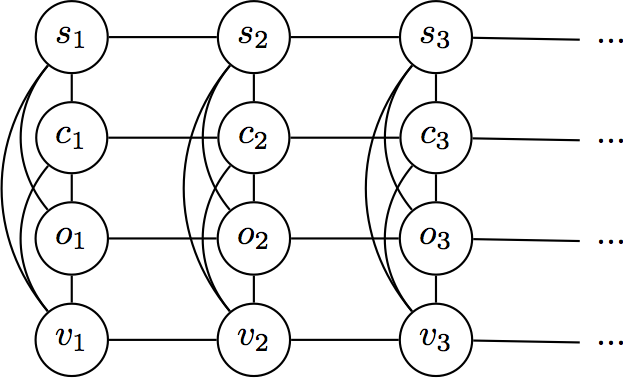 s₁ s₂ s₃ ...
c₁ c₂ c₃ ...
o₁ o₂ o₃ ...
v₁ v₂ v₃ ...